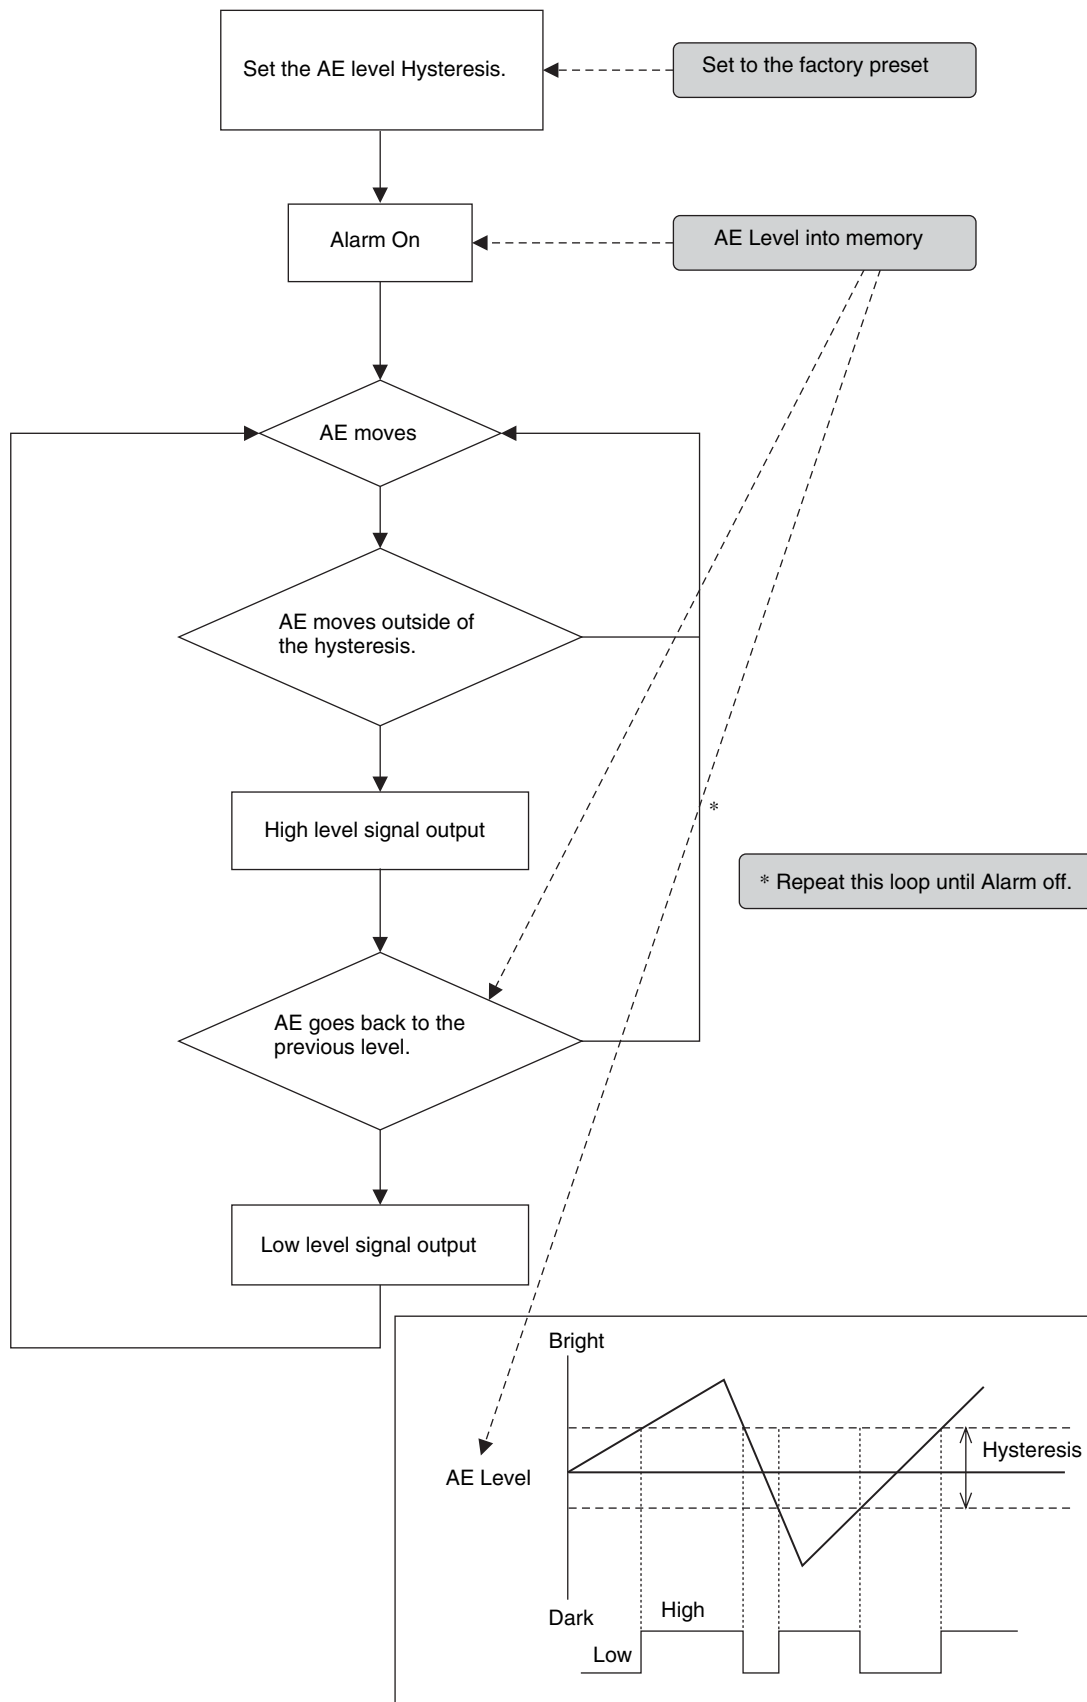 Set the AE level Hysteresis.
Set to the factory preset
Alarm On
AE Level into memory
AE moves
AE moves outside of
the hysteresis.
High level signal output
*
* Repeat this loop until Alarm off.
AE goes back to the
previous level.
Low level signal output
Bright
Hysteresis
AE Level
Dark
High
Low